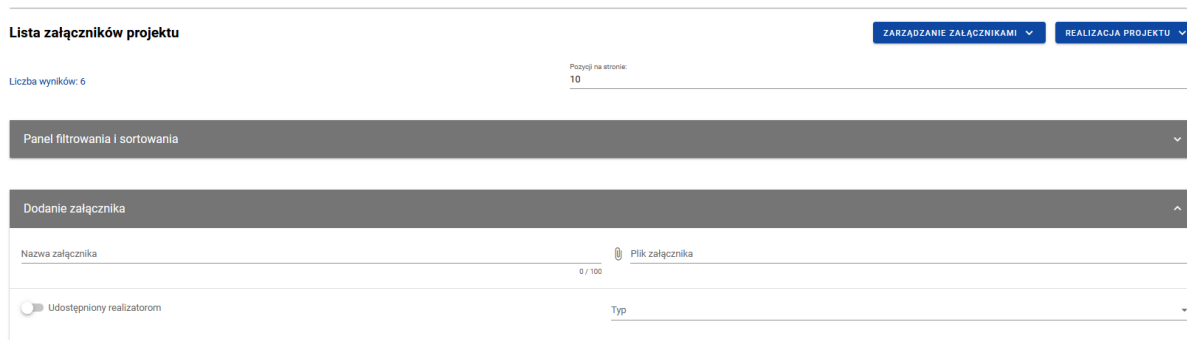 Lista załączników projektu
ZARZĄDZANIE ZAŁĄCZNIKAMI
REALIZACJA PROJEKTU
Liczba wyników: 6
Pozycji na stronie:
10
Panel filtrowania i sortowania
Dodanie załącznika
Nazwa załącznika
Plik załącznika
0 / 100
Udostępniony realizatorom
Typ